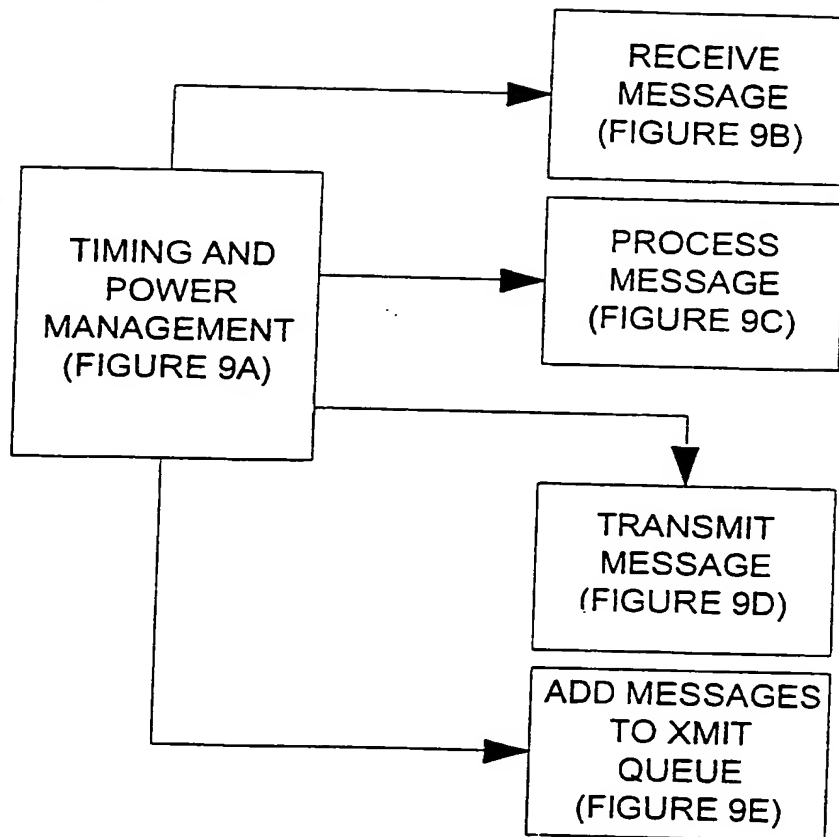 RECEIVE
MESSAGE
(FIGURE 9B)
TIMING AND
POWER
MANAGEMENT
(FIGURE 9A)
PROCESS
MESSAGE
(FIGURE 9C)
TRANSMIT
MESSAGE
(FIGURE 9D)
ADD MESSAGES
TO XMIT
QUEUE
(FIGURE 9E)